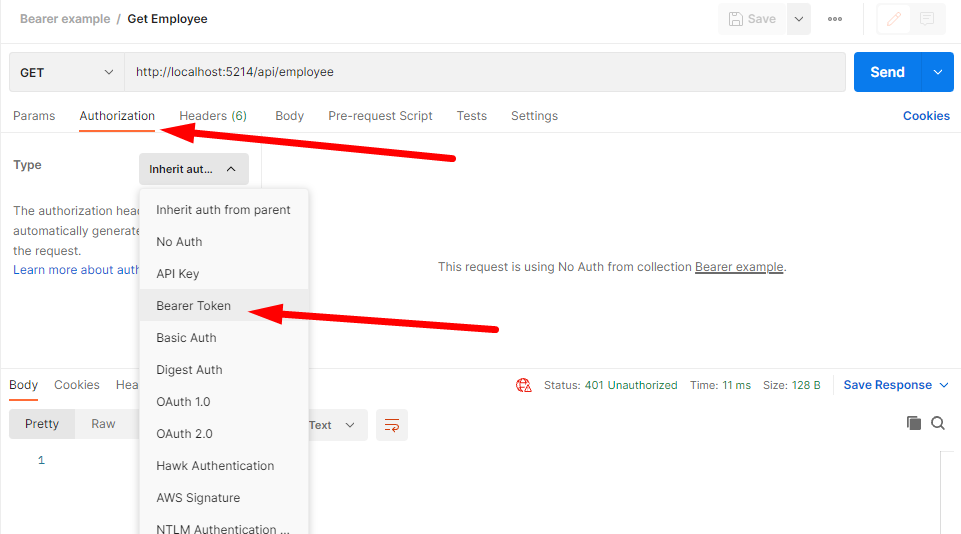 Bearer example / Get Employee
Save
GET
http://localhost:5214/api/employee
Send
Params Authorization Headers (6) Body Pre-request Script Tests Settings Cookies
Type
Inherit aut...
The authorization hea
automatically generate
the request.
Learn more about auth
Inherit auth from parent
No Auth
API Key
Bearer Token
Basic Auth
Digest Auth
OAuth 1.0
OAuth 2.0
Hawk Authentication
AWS Signature
NTLM Authentication ...
This request is using No Auth from collection Bearer example.
Body Cookies Hea
Status: 401 Unauthorized Time: 11 ms Size: 128 B Save Response
Pretty Raw
Text
1